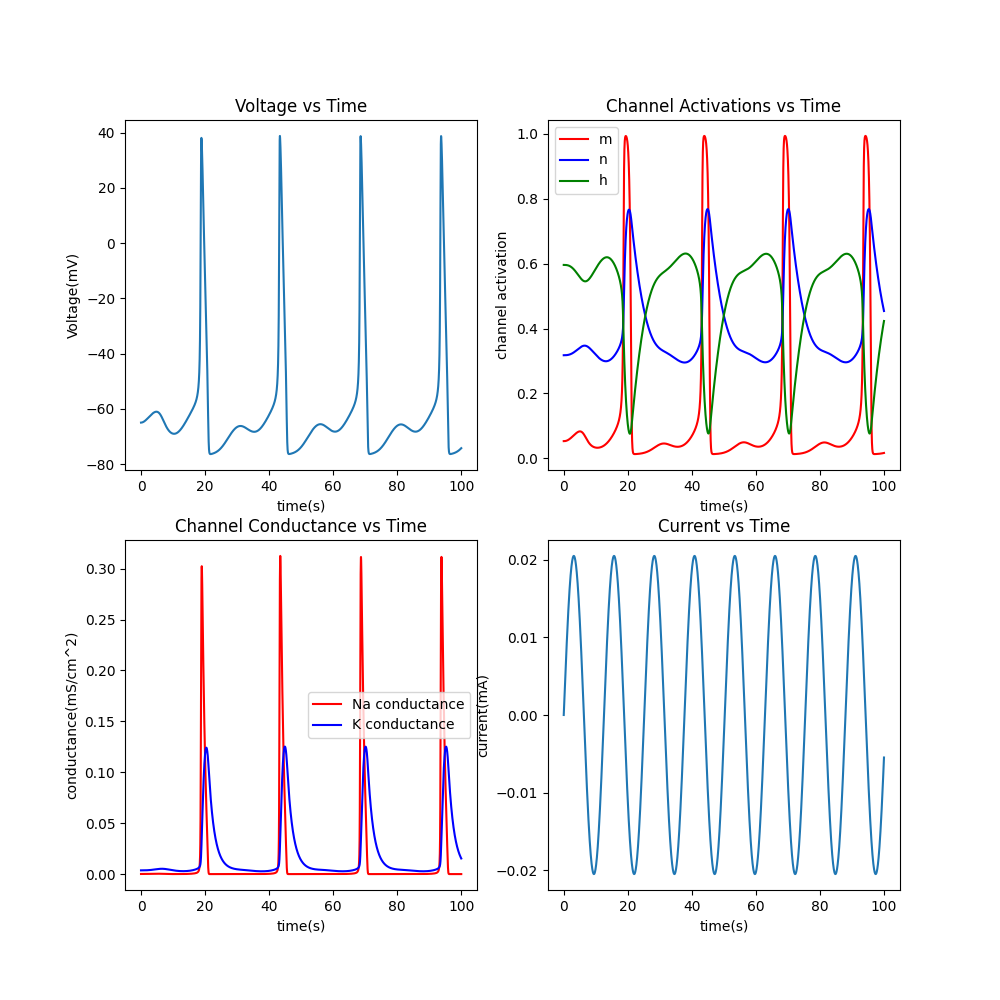 Voltage vs Time
40
20
0
−20
−40
−60
−80
Voltage(mV)
0 20 40 60 80 100
time(s)
Channel Activations vs Time
1.0
0.8
0.6
0.4
0.2
0.0
channel activation
m
n
h
0 20 40 60 80 100
time(s)
Channel Conductance vs Time
0.30
0.25
0.20
0.15
0.10
0.05
0.00
conductance(mS/cm^2)
Na conductance
K conductance
0 20 40 60 80 100
time(s)
Current vs Time
0.02
0.01
0.00
−0.01
−0.02
current(mA)
0 20 40 60 80 100
time(s)